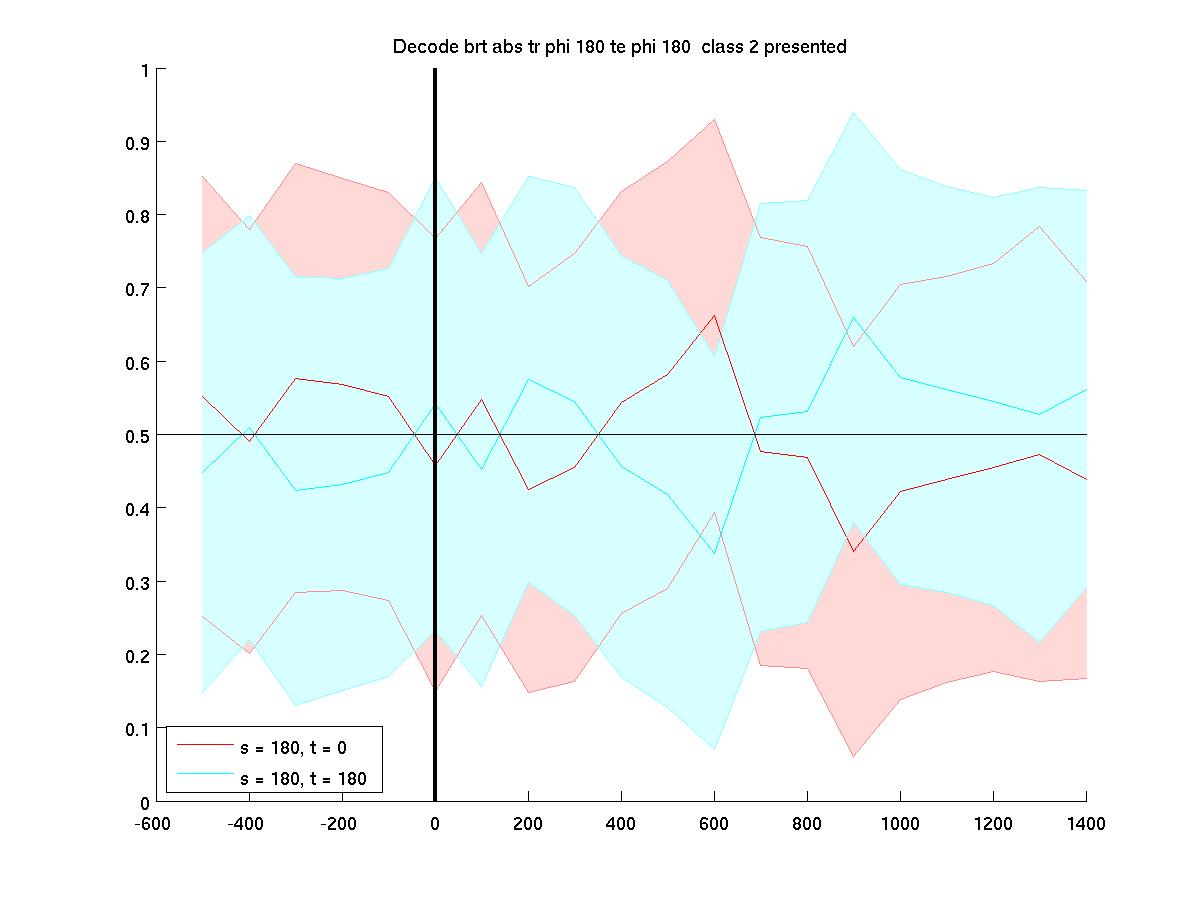 Decode brt abs tr phi 180 te phi 180  class 2 presented
1
0.9
0.8
0.7
0.6
0.5
0.4
0.3
0.2
0.1
0
s = 180, t = 0
s = 180, t = 180
-600 -400 -200 0 200 400 600 800 1000 1200 1400